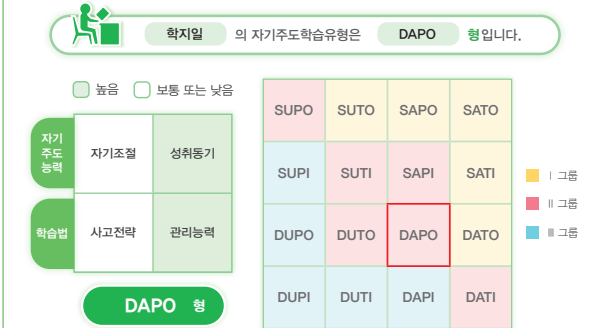 학지일 의 자기주도학습유형은 DAPO 형입니다.
높음 보통 또는 낮음
자기
주도
능력
자기조절 성취동기
학습법 사고전략 관리능력
DAPO 형
SUPO SUTO SAPO SATO
SUPI SUTI SAPI SATI
DUPO DUTO DAPO DATO
DUPI DUTI DAPI DATI
Ⅰ 그룹
Ⅱ 그룹
Ⅲ 그룹